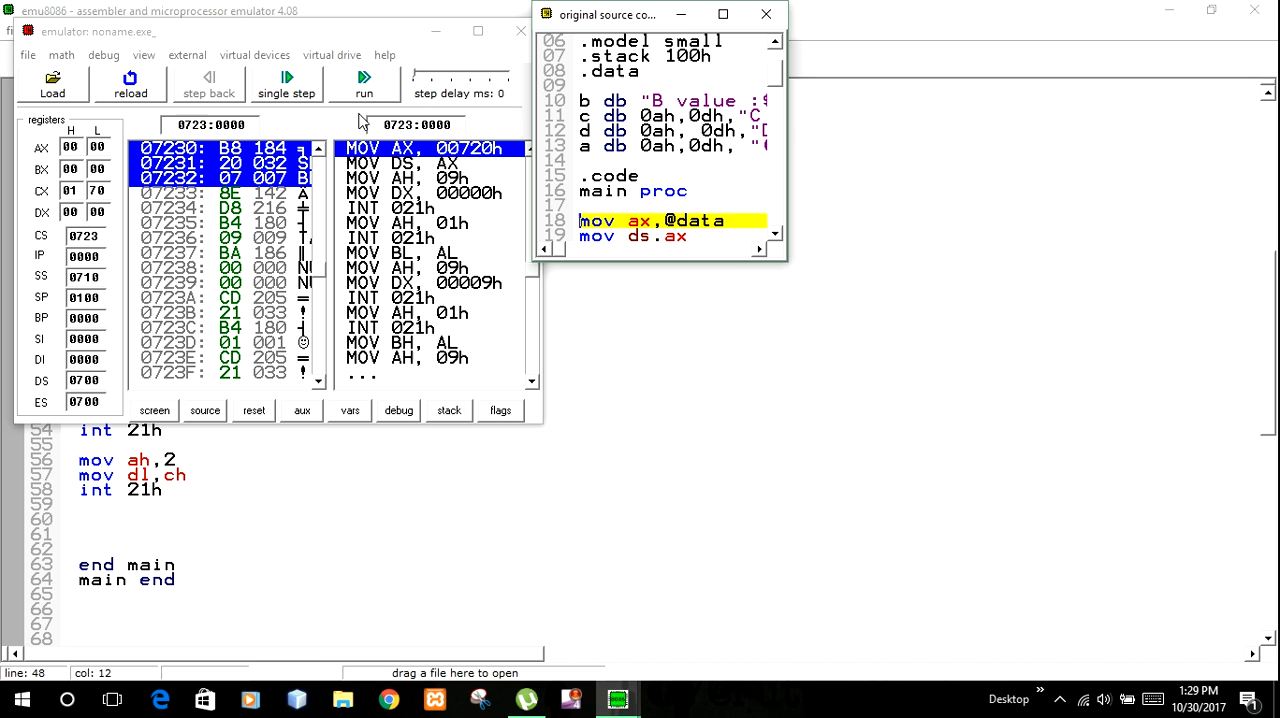 emu8086 - assembler and microprocessor emulator 4.08
emulator: noname.exe_
file math debug view external virtual devices virtual drive help
Load
reload
step back
single step
run
step delay ms: 0
registers
H L
AX 00 00
BX 00 00
CX 01 70
DX 00 00
CS 0723
IP 0000
SS 0710
SP 0100
BP 0000
SI 0000
DI 0000
DS 0700
ES 0700
0723:0000
07230: B8 184 ╕
07231: 20 032
07232: 07 007
07233: 8E 142 Ä
07234: D8 216 ╪
07235: B4 180 ┤
07236: 09 009
07237: BA 186 ║
07238: 00 000
07239: 00 000
0723A: CD 205 =
0723B: 21 033 !
0723C: B4 180 ┤
0723D: 01 001 ☺
0723E: CD 205 =
0723F: 21 033 !
0723:0000
MOV AX, 00720h
MOV DS, AX
MOV AH, 09h
MOV DX, 00000h
INT 021h
MOV AH, 01h
INT 021h
MOV BL, AL
MOV AH, 09h
MOV DX, 00009h
INT 021h
MOV AH, 01h
INT 021h
MOV BH, AL
MOV AH, 09h
...
screen source reset aux vars debug stack flags
original source co...
06 .model small
07 .stack 100h
08 .data
09
10 b db "B value :$
11 c db 0ah,0dh,"C
12 d db 0ah, 0dh,"D
13 a db 0ah,0dh, "
14
15 .code
16 main proc
17
18 mov ax,@data
19 mov ds.ax
54 int 21h
55
56 mov ah,2
57 mov dl,ch
58 int 21h
59
60
61
62
63 end main
64 main end
65
66
67
68
line: 48 col: 12 drag a file here to open
Desktop
1:29 PM
10/30/2017
1